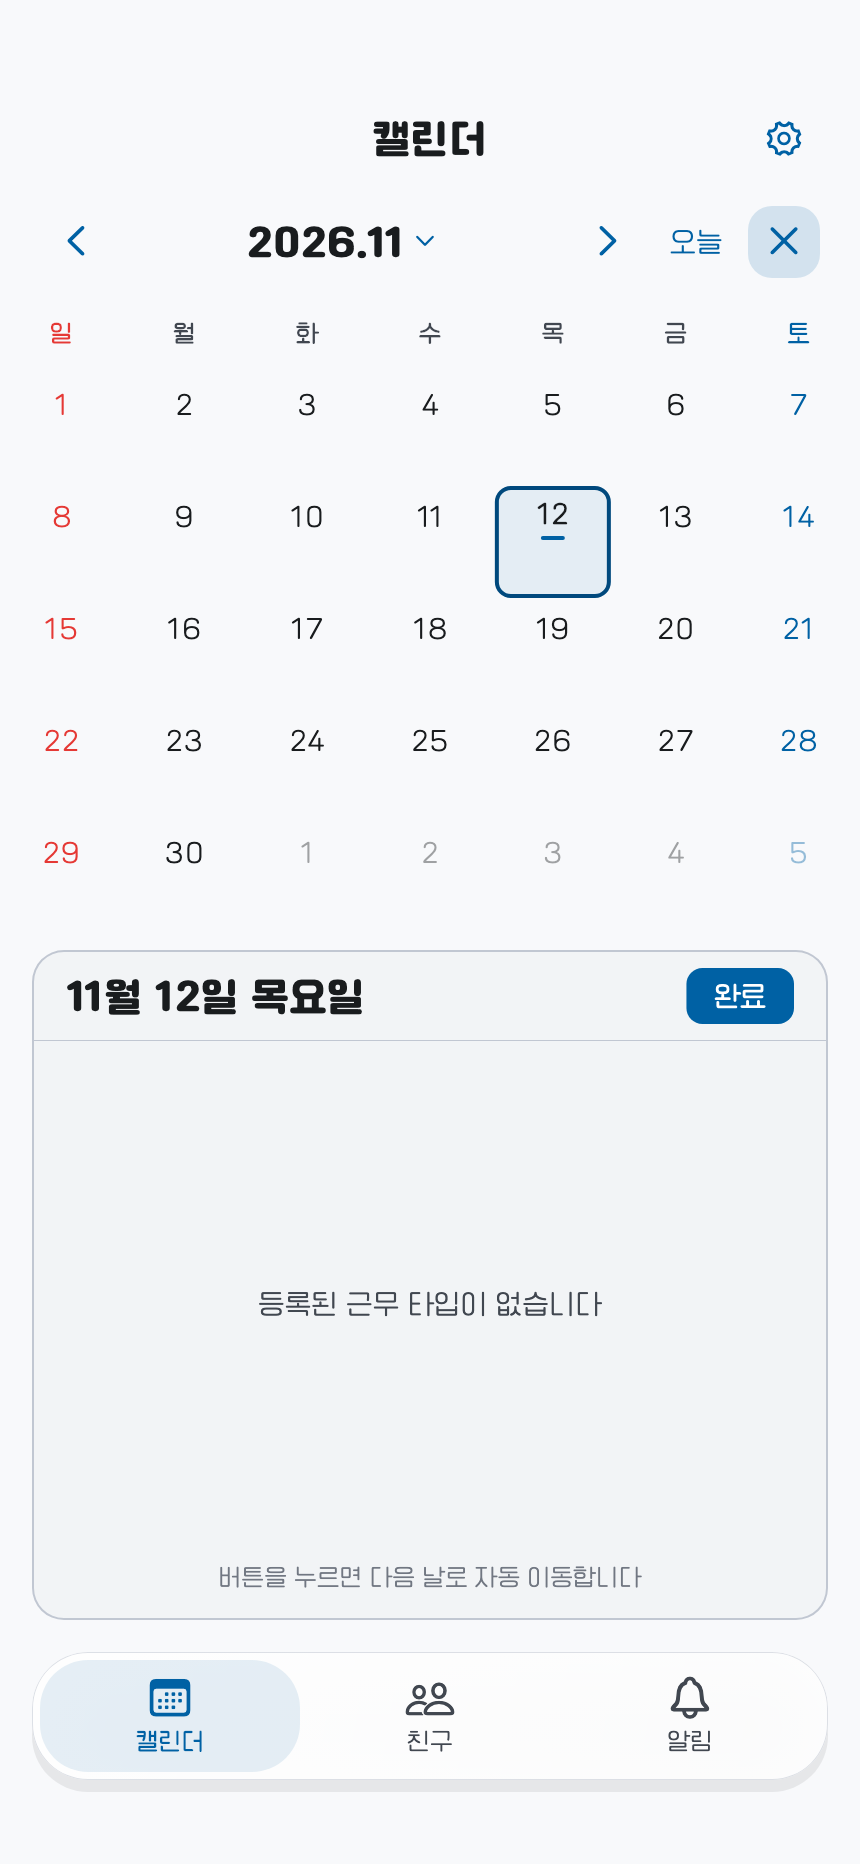 캘린더
2026.11 오늘
일 월 화 수 목 금 토
1 2 3 4 5 6 7
8 9 10 11 12 13 14
15 16 17 18 19 20 21
22 23 24 25 26 27 28
29 30 1 2 3 4 5
11월 12일 목요일 완료
등록된 근무 타입이 없습니다
버튼을 누르면 다음 날로 자동 이동합니다
캘린더 친구 알림